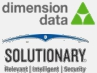 dimension
data
SOLUTIONARY
Relevant | Intelligent | Security